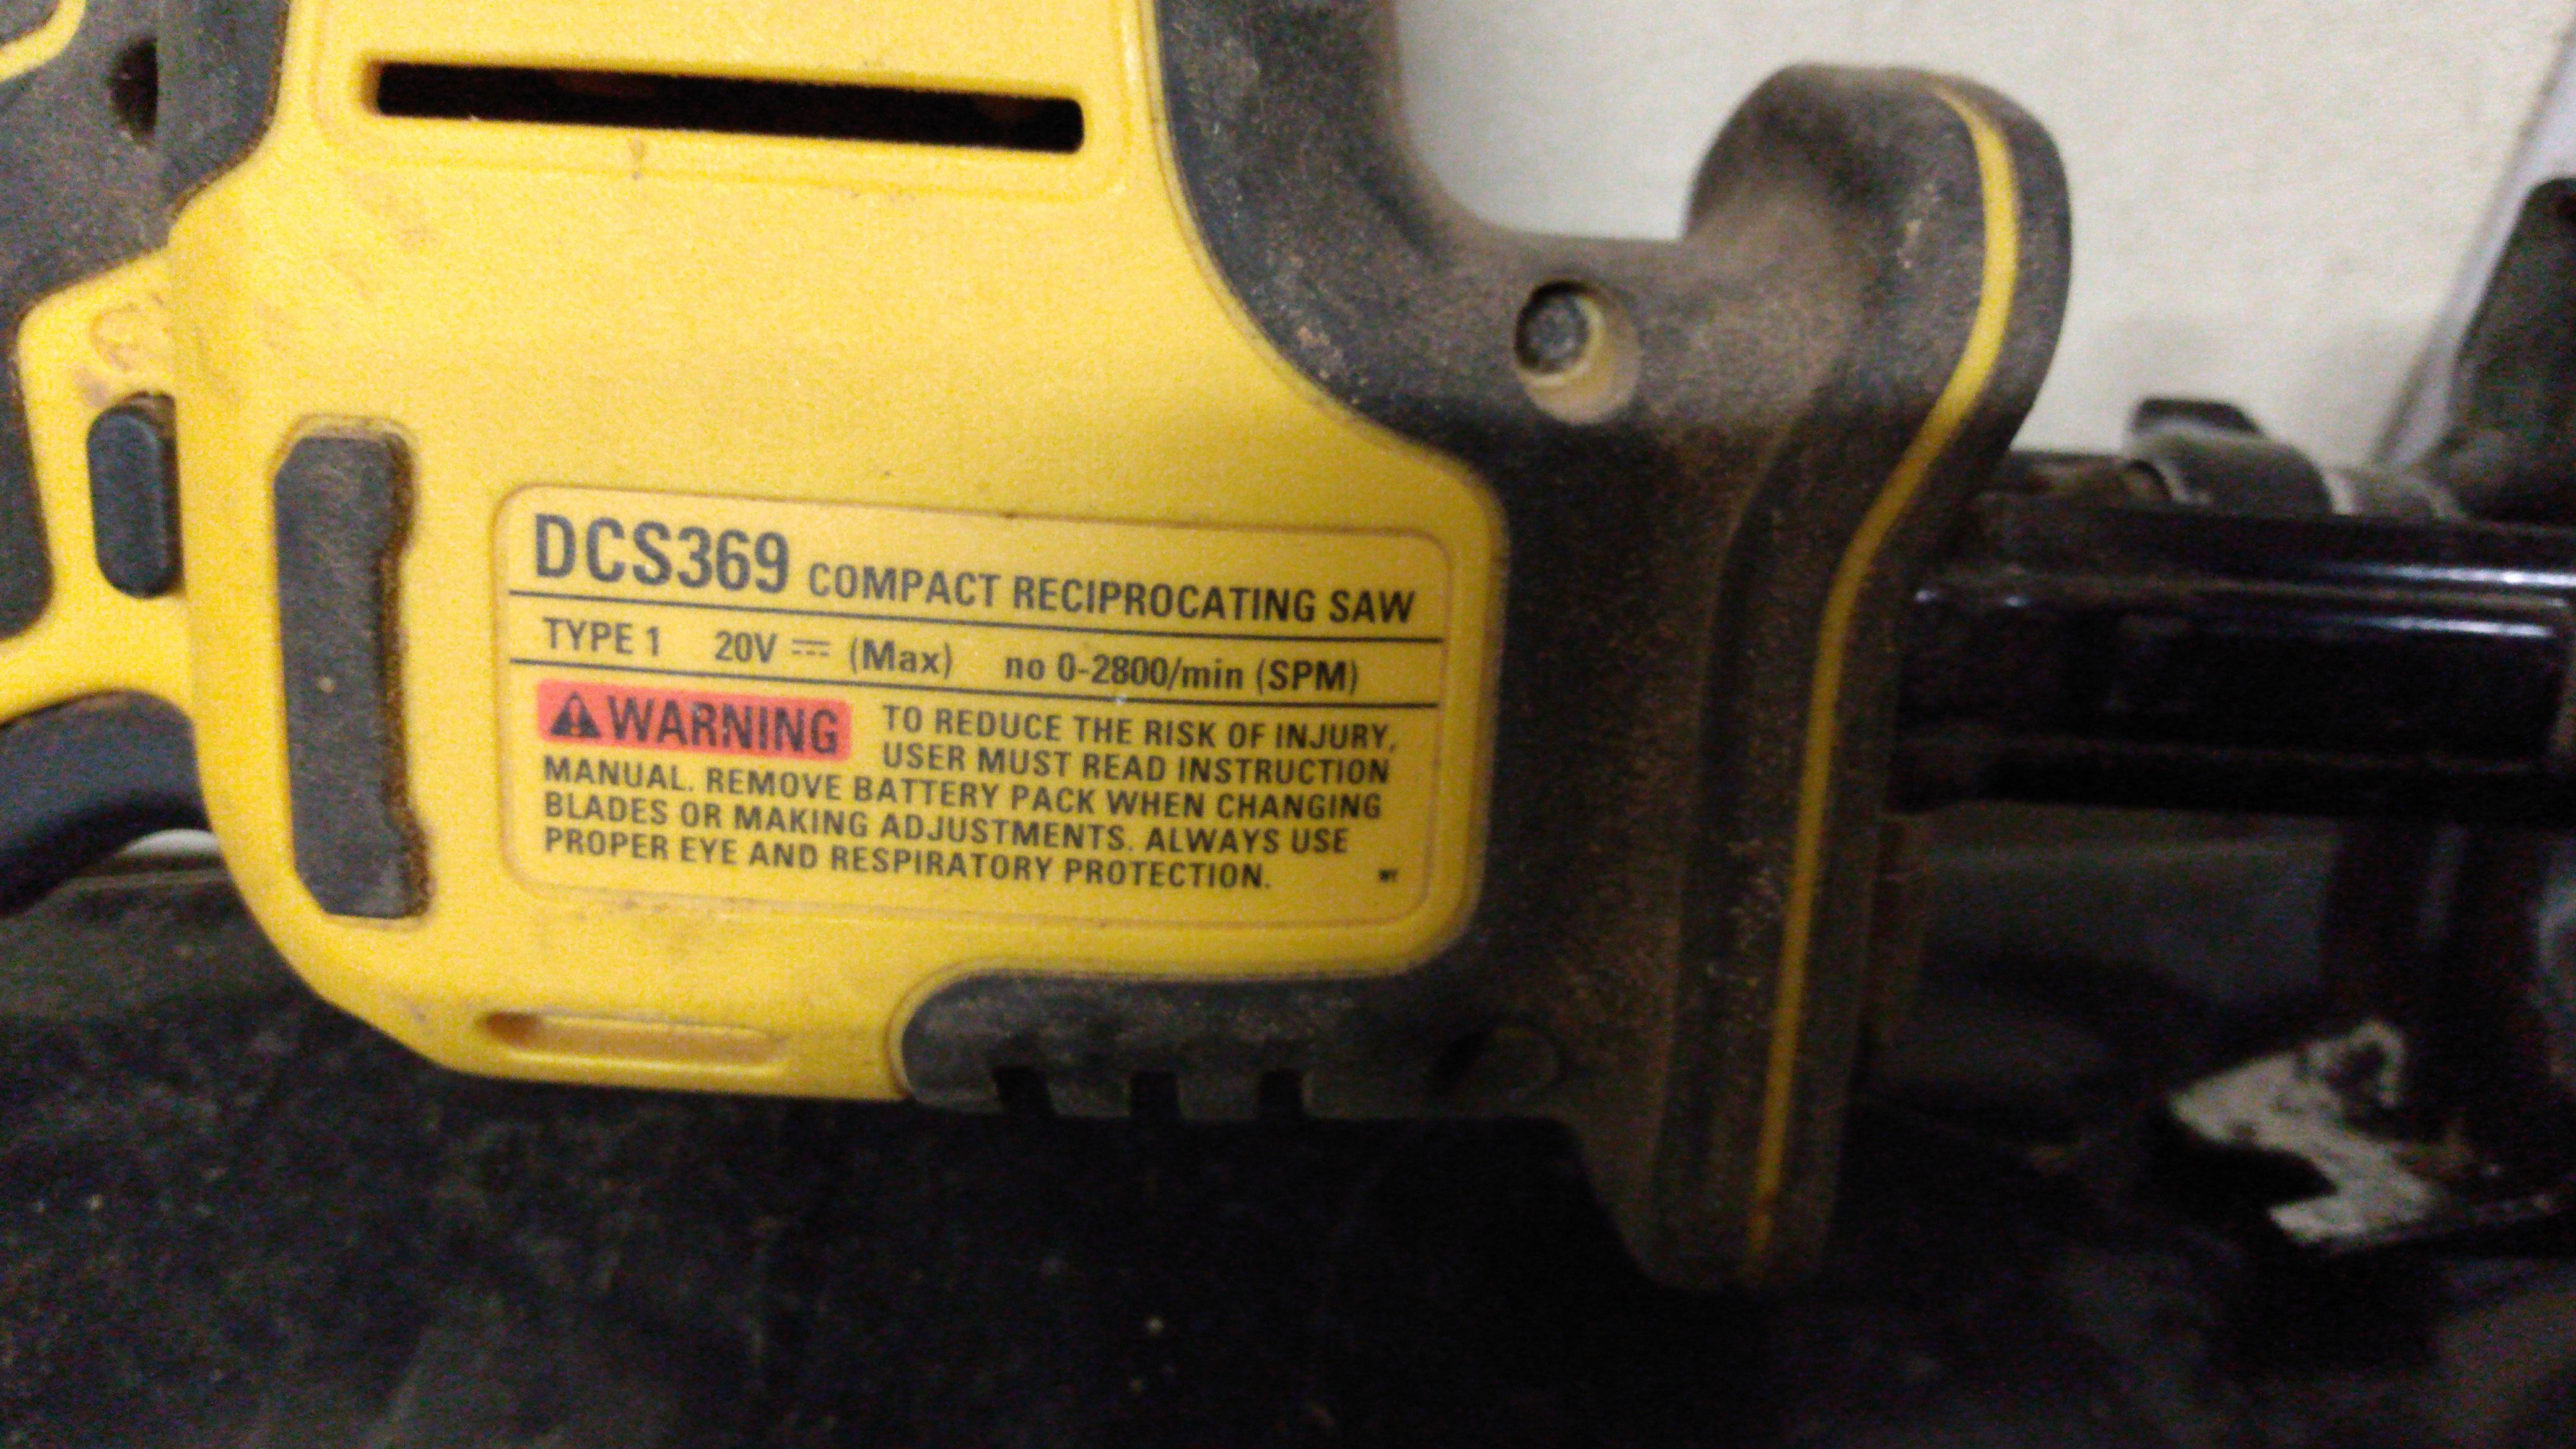 DCS369 COMPACT RECIPROCATING SAW
TYPE 1 20V ⎓ (Max) no 0-2800/min (SPM)
⚠WARNING TO REDUCE THE RISK OF INJURY,
USER MUST READ INSTRUCTION
MANUAL. REMOVE BATTERY PACK WHEN CHANGING
BLADES OR MAKING ADJUSTMENTS. ALWAYS USE
PROPER EYE AND RESPIRATORY PROTECTION.